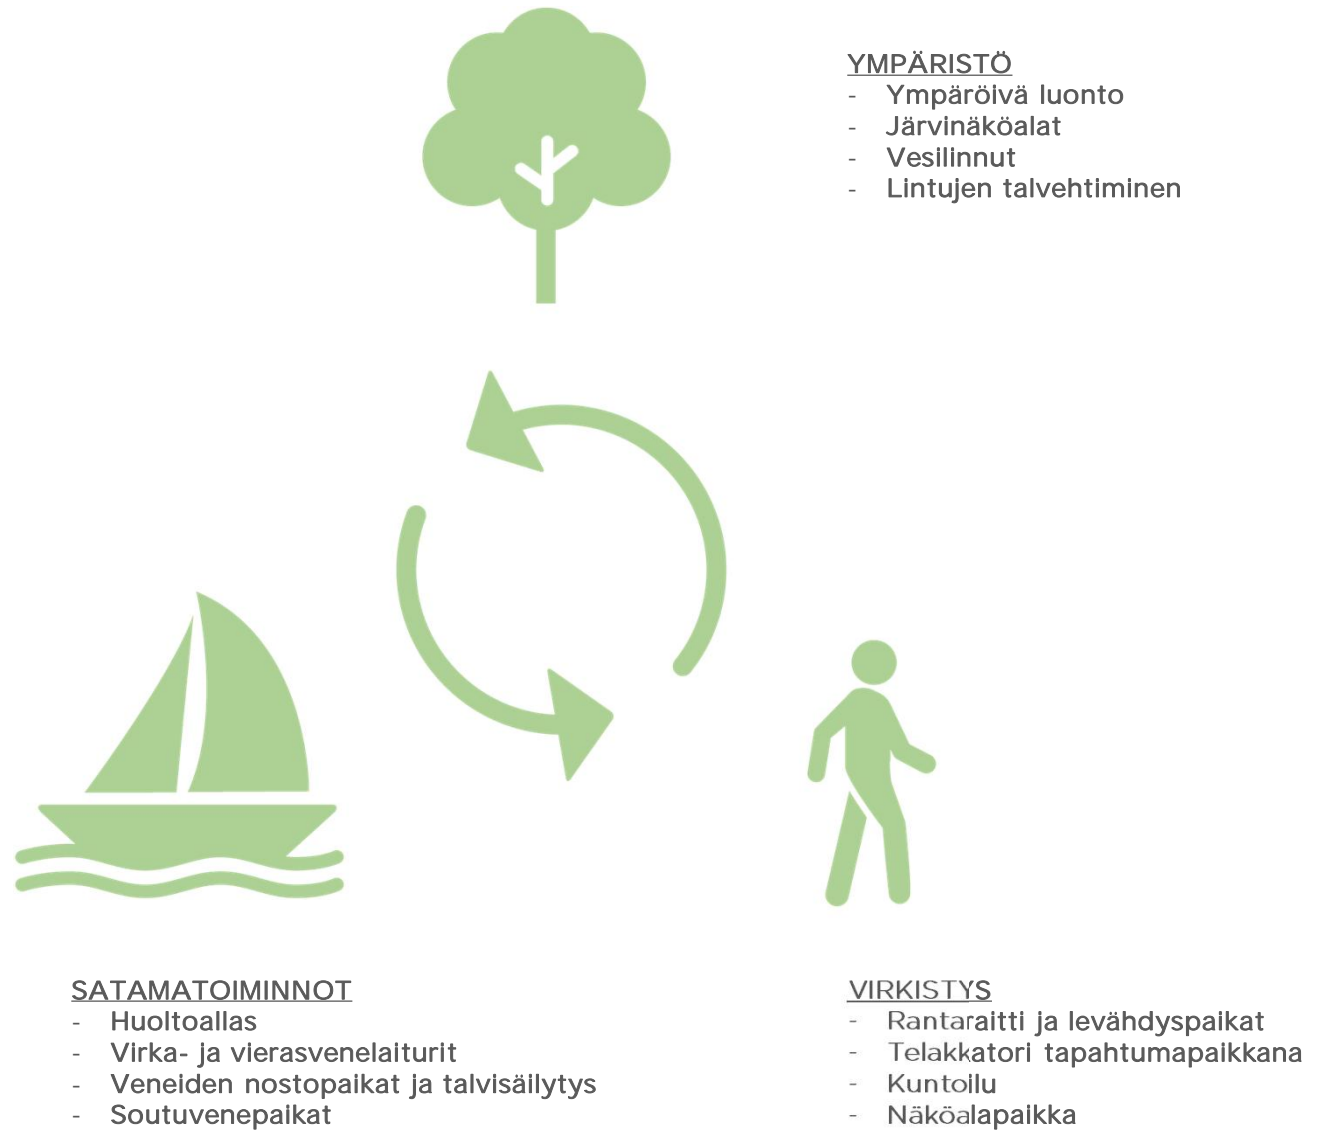 YMPÄRISTÖ
- Ympäröivä luonto
- Järvinäköalat
- Vesilinnut
- Lintujen talvehtiminen
SATAMATOIMINNOT
- Huoltoallas
- Virka- ja vierasvenelaiturit
- Veneiden nostopaikat ja talvisäilytys
- Soutuvenepaikat
VIRKISTYS
- Rantaraitti ja levähdyspaikat
- Telakkatori tapahtumapaikkana
- Kuntoilu
- Näköalapaikka